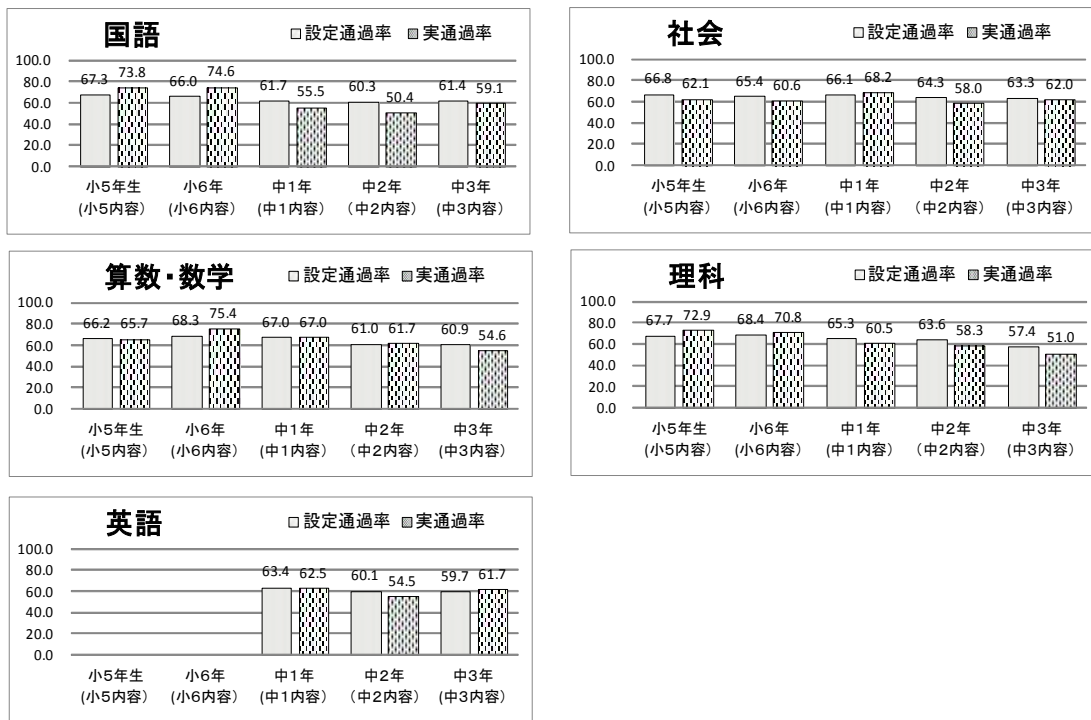 国語
□設定通過率 実通過率
100.0
80.0
60.0
40.0
20.0
0.0
67.3 73.8 66.0 74.6 61.7 55.5 60.3 50.4 61.4 59.1
小5年生 小6年 中1年 中2年 中3年
(小5内容) (小6内容) (中1内容) (中2内容) (中3内容)
社会
□設定通過率 実通過率
100.0
80.0
60.0
40.0
20.0
0.0
66.8 62.1 65.4 60.6 66.1 68.2 64.3 58.0 63.3 62.0
小5年生 小6年 中1年 中2年 中3年
(小5内容) (小6内容) (中1内容) (中2内容) (中3内容)
算数・数学
□設定通過率 実通過率
100.0
80.0
60.0
40.0
20.0
0.0
66.2 65.7 68.3 75.4 67.0 67.0 61.0 61.7 60.9 54.6
小5年生 小6年 中1年 中2年 中3年
(小5内容) (小6内容) (中1内容) (中2内容) (中3内容)
理科
□設定通過率 実通過率
100.0
80.0
60.0
40.0
20.0
0.0
67.7 72.9 68.4 70.8 65.3 60.5 63.6 58.3 57.4 51.0
小5年生 小6年 中1年 中2年 中3年
(小5内容) (小6内容) (中1内容) (中2内容) (中3内容)
英語
□設定通過率 実通過率
100.0
80.0
60.0
40.0
20.0
0.0
63.4 62.5 60.1 54.5 59.7 61.7
小5年生 小6年 中1年 中2年 中3年
(小5内容) (小6内容) (中1内容) (中2内容) (中3内容)